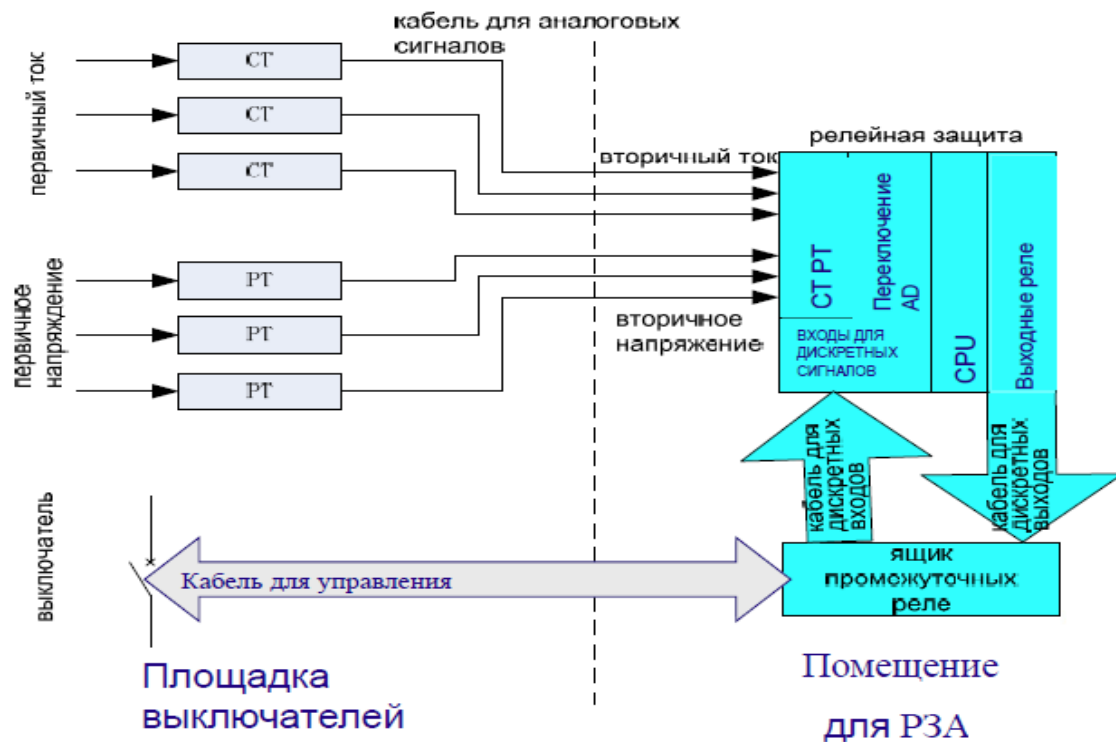 кабель для аналоговых
сигналов
первичный ток
CT
CT
CT
вторичный ток
релейная защита
первичное
напряждение
PT
PT
PT
вторичное
напряжение
CT PT
Переключение
AD
ВХОДЫ ДЛЯ
ДИСКРЕТНЫХ
СИГНАЛОВ
CPU
Выходные реле
кабель для
дискретных
входов
кабель для
дискретных
выходов
выключатель
Кабель для управления
ящик
промежуточных
реле
Площадка
выключателей
Помещение
для РЗА